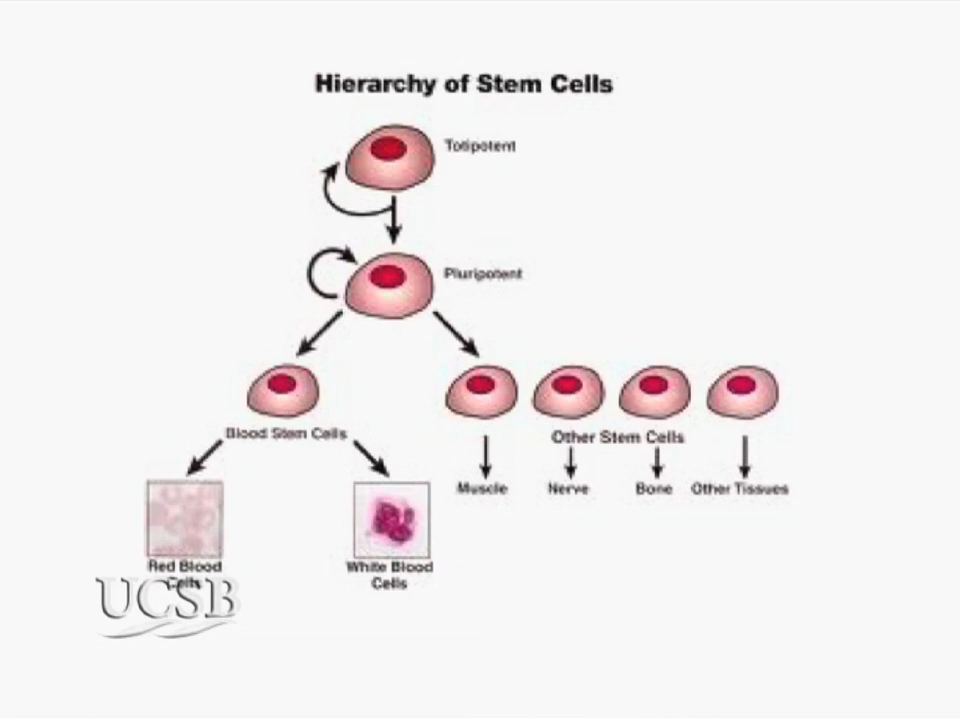 Hierarchy of Stem Cells
Totipotent
Pluripotent
Blood Stem Cells
Other Stem Cells
Muscle
Nerve
Bone
Other Tissues
Red Blood
Cells
White Blood
Cells
UCSB